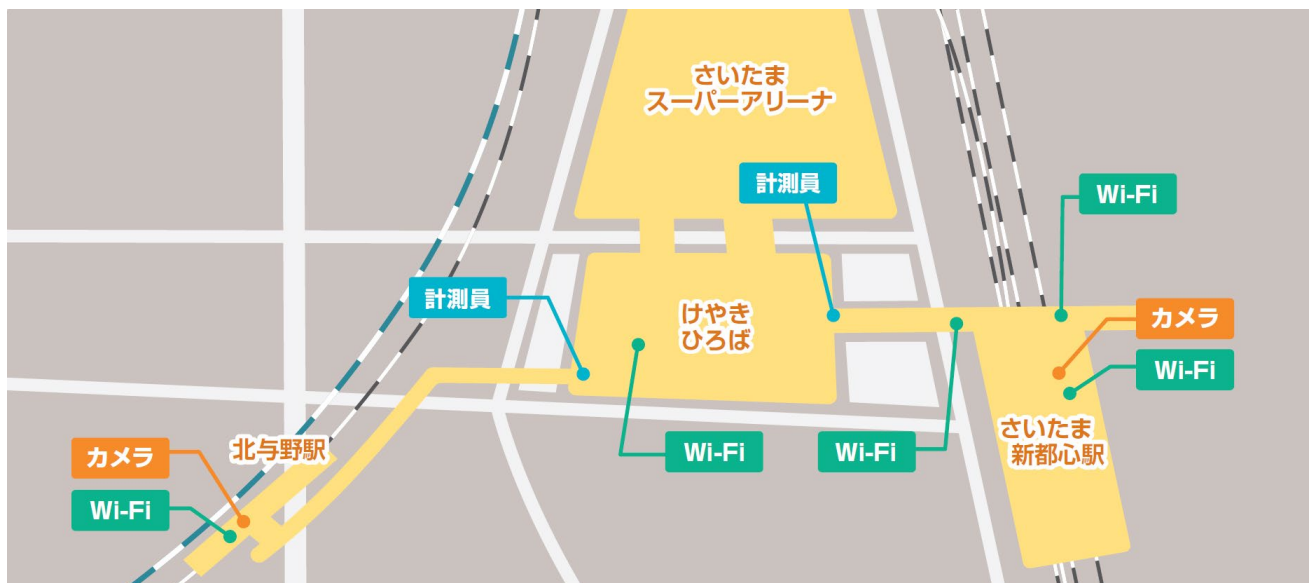 さいたま
スーパーアリーナ
計測員
Wi-Fi
計測員
けやき
ひろば
カメラ
Wi-Fi
さいたま
新都心駅
北与野駅
カメラ
Wi-Fi
Wi-Fi
Wi-Fi